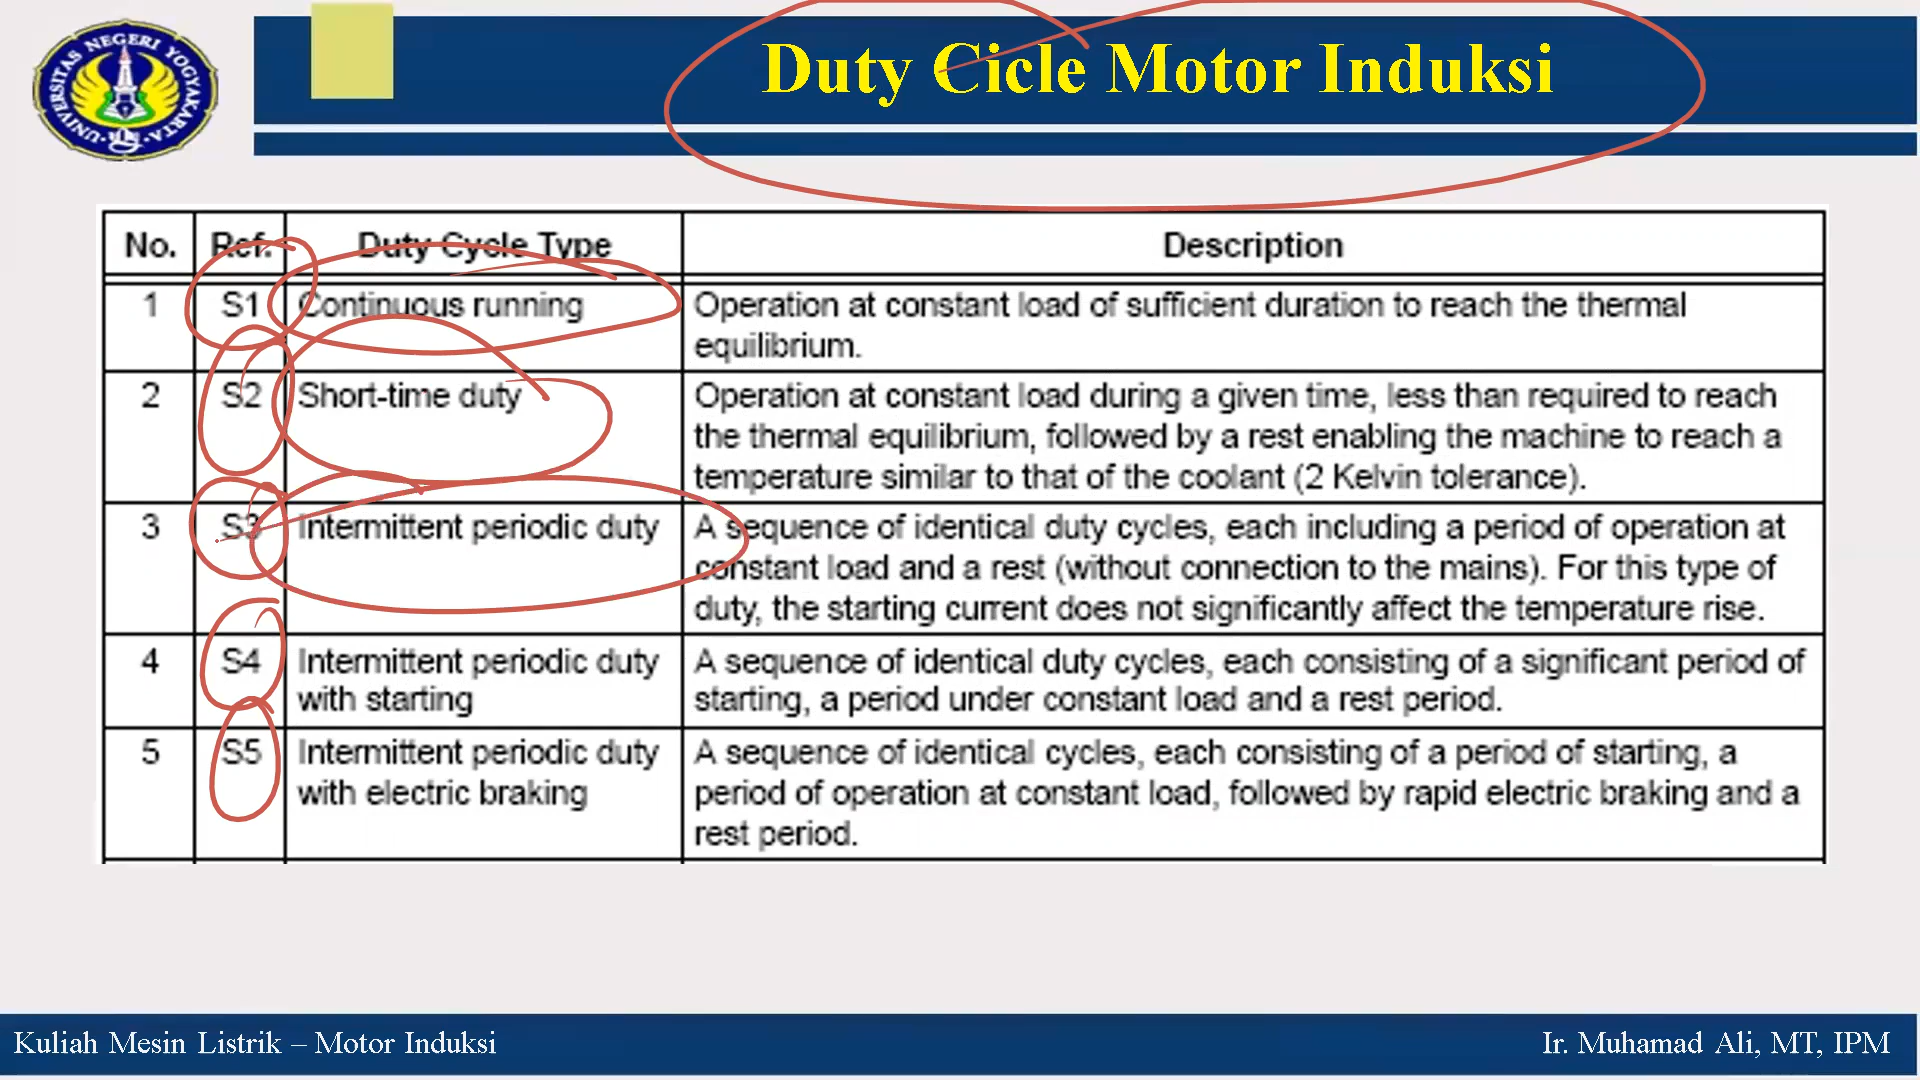 UNIVERSITAS NEGERI YOGYAKARTA
UNY
Duty Cicle Motor Induksi
No. Ref. Duty Cycle Type Description
1 S1 Continuous running Operation at constant load of sufficient duration to reach the thermal
equilibrium.
2 S2 Short-time duty Operation at constant load during a given time, less than required to reach
the thermal equilibrium, followed by a rest enabling the machine to reach a
temperature similar to that of the coolant (2 Kelvin tolerance).
3 S3 Intermittent periodic duty A sequence of identical duty cycles, each including a period of operation at
constant load and a rest (without connection to the mains). For this type of
duty, the starting current does not significantly affect the temperature rise.
4 S4 Intermittent periodic duty A sequence of identical duty cycles, each consisting of a significant period of
with starting starting, a period under constant load and a rest period.
5 S5 Intermittent periodic duty A sequence of identical cycles, each consisting of a period of starting, a
with electric braking period of operation at constant load, followed by rapid electric braking and a
rest period.
Kuliah Mesin Listrik – Motor Induksi Ir. Muhamad Ali, MT, IPM